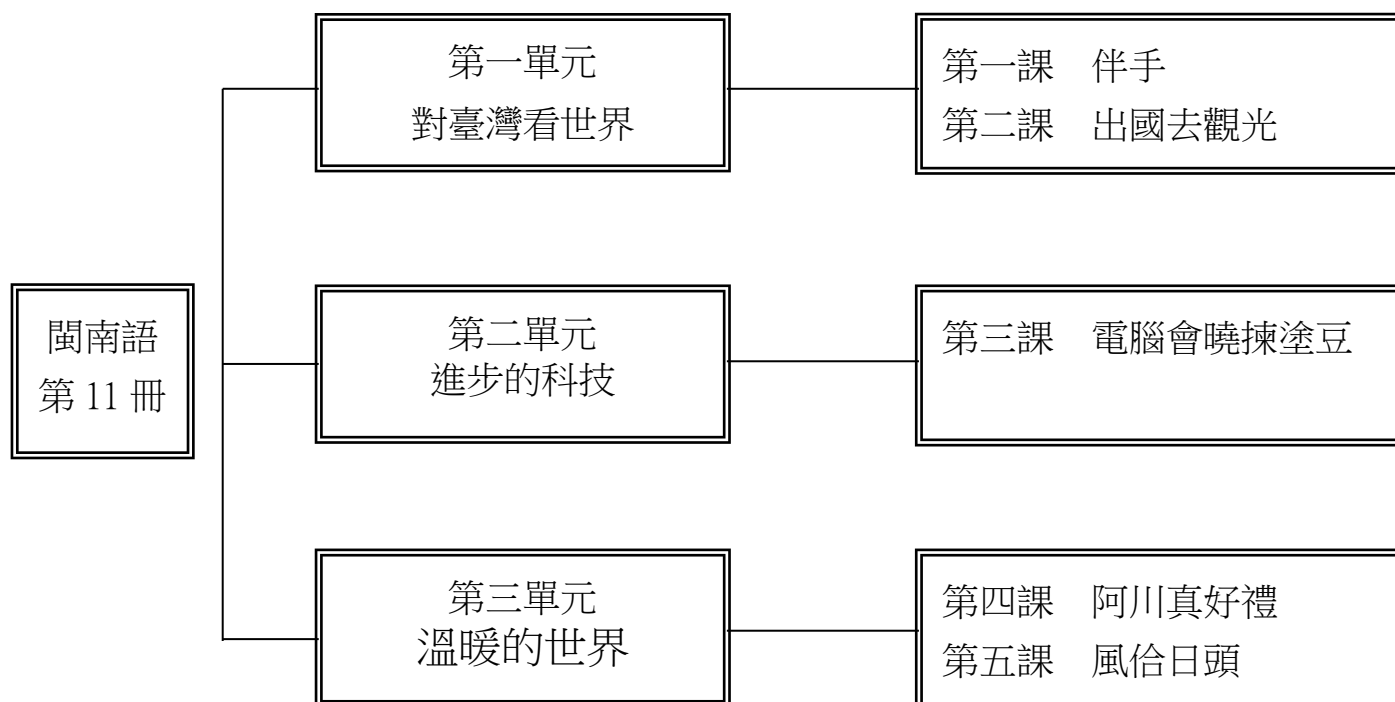 閩南語
第 11 冊
第一單元
對臺灣看世界
第一課　伴手
第二課　出國去觀光
第二單元
進步的科技
第三課　電腦會曉揀塗豆
第三單元
溫暖的世界
第四課　阿川真好禮
第五課　風佮日頭